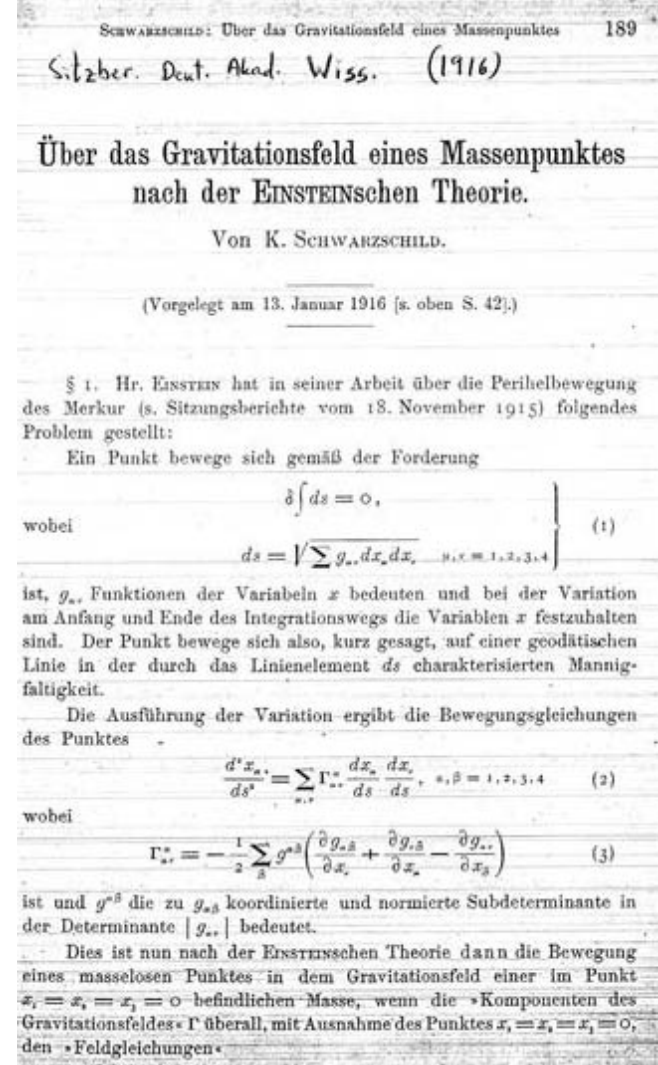 SCHWARZSCHILD: Über das Gravitationsfeld eines Massenpunktes 189
Sitzber. Deut. Akad. Wiss. (1916)
Über das Gravitationsfeld eines Massenpunktes
nach der EINSTEINschen Theorie.
Von K. SCHWARZSCHILD.
(Vorgelegt am 13. Januar 1916 [s. oben S. 42].)
§ 1. Hr. EINSTEIN hat in seiner Arbeit über die Perihelbewegung
des Merkur (s. Sitzungsberichte vom 18. November 1915) folgendes
Problem gestellt:
Ein Punkt bewege sich gemäß der Forderung
δ∫ds = 0,
wobei (1)
ds = √Σ g_μν dx_μ dx_ν μ, ν = 1, 2, 3, 4
ist, g_μν Funktionen der Variabeln x bedeuten und bei der Variation
am Anfang und Ende des Integrationswegs die Variablen x festzuhalten
sind. Der Punkt bewege sich also, kurz gesagt, auf einer geodätischen
Linie in der durch das Linienelement ds charakterisierten Mannig-
faltigkeit.
Die Ausführung der Variation ergibt die Bewegungsgleichungen
des Punktes
d²x_α/ds² = Σ_μ,ν Γ^α_μν dx_μ/ds dx_ν/ds, α, β = 1, 2, 3, 4 (2)
wobei
Γ^α_μν = −1/2 Σ_β g^αβ (∂g_μβ/∂x_ν + ∂g_νβ/∂x_μ − ∂g_μν/∂x_β) (3)
ist und g^αβ die zu g_αβ koordinierte und normierte Subdeterminante in
der Determinante |g_μν| bedeutet.
Dies ist nun nach der EINSTEINschen Theorie dann die Bewegung
eines masselosen Punktes in dem Gravitationsfeld einer im Punkt
x₁ = x₂ = x₃ = 0 befindlichen Masse, wenn die »Komponenten des
Gravitationsfeldes« Γ überall, mit Ausnahme des Punktes x₁ = x₂ = x₃ = 0,
den »Feldgleichungen«